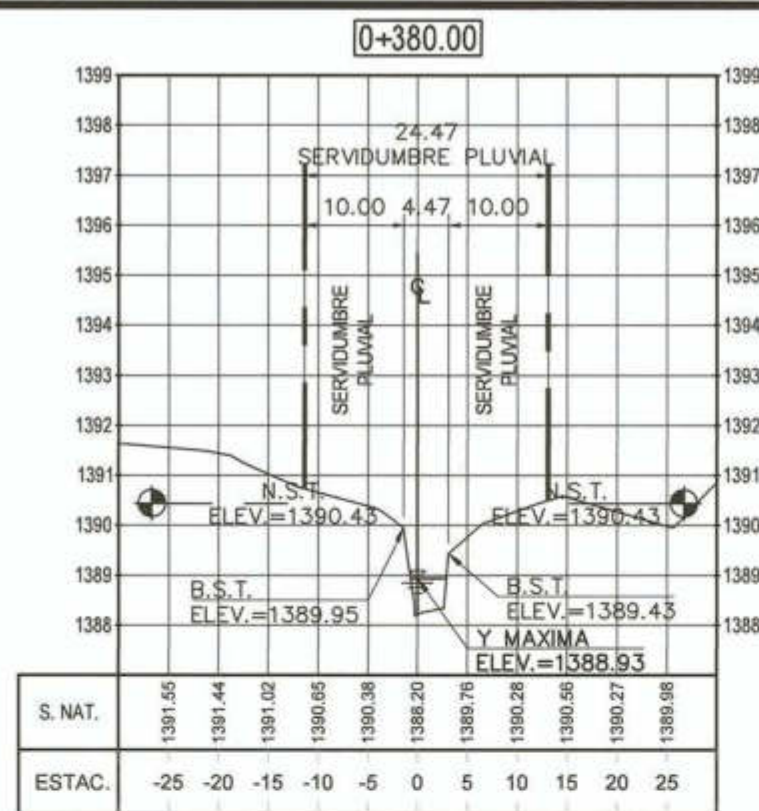 0+380.00
1399 1399
1398 1398
24.47
SERVIDUMBRE PLUVIAL
1397 1397
10.00 4.47 10.00
1396 1396
1395 1395
CL
1394 1394
SERVIDUMBRE
PLUVIAL
SERVIDUMBRE
PLUVIAL
1393 1393
1392 1392
1391 1391
N.S.T. N.S.T.
ELEV.=1390.43 ELEV.=1390.43
1390 1390
1389 1389
B.S.T. B.S.T.
ELEV.=1389.95 ELEV.=1389.43
1388 1388
Y MAXIMA
ELEV.=1388.93
S. NAT. 1391.55 1391.44 1391.02 1390.65 1390.38 1388.20 1389.76 1390.28 1390.56 1390.27 1389.98
ESTAC. -25 -20 -15 -10 -5 0 5 10 15 20 25